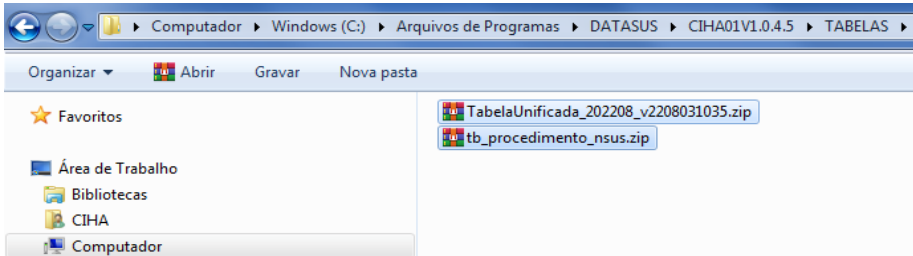 Computador Windows (C:) Arquivos de Programas DATASUS CIHA01V1.0.4.5 TABELAS
Organizar Abrir Gravar Nova pasta
Favoritos
TabelaUnificada_202208_v2208031035.zip
tb_procedimento_nsus.zip
Área de Trabalho
Bibliotecas
CIHA
Computador